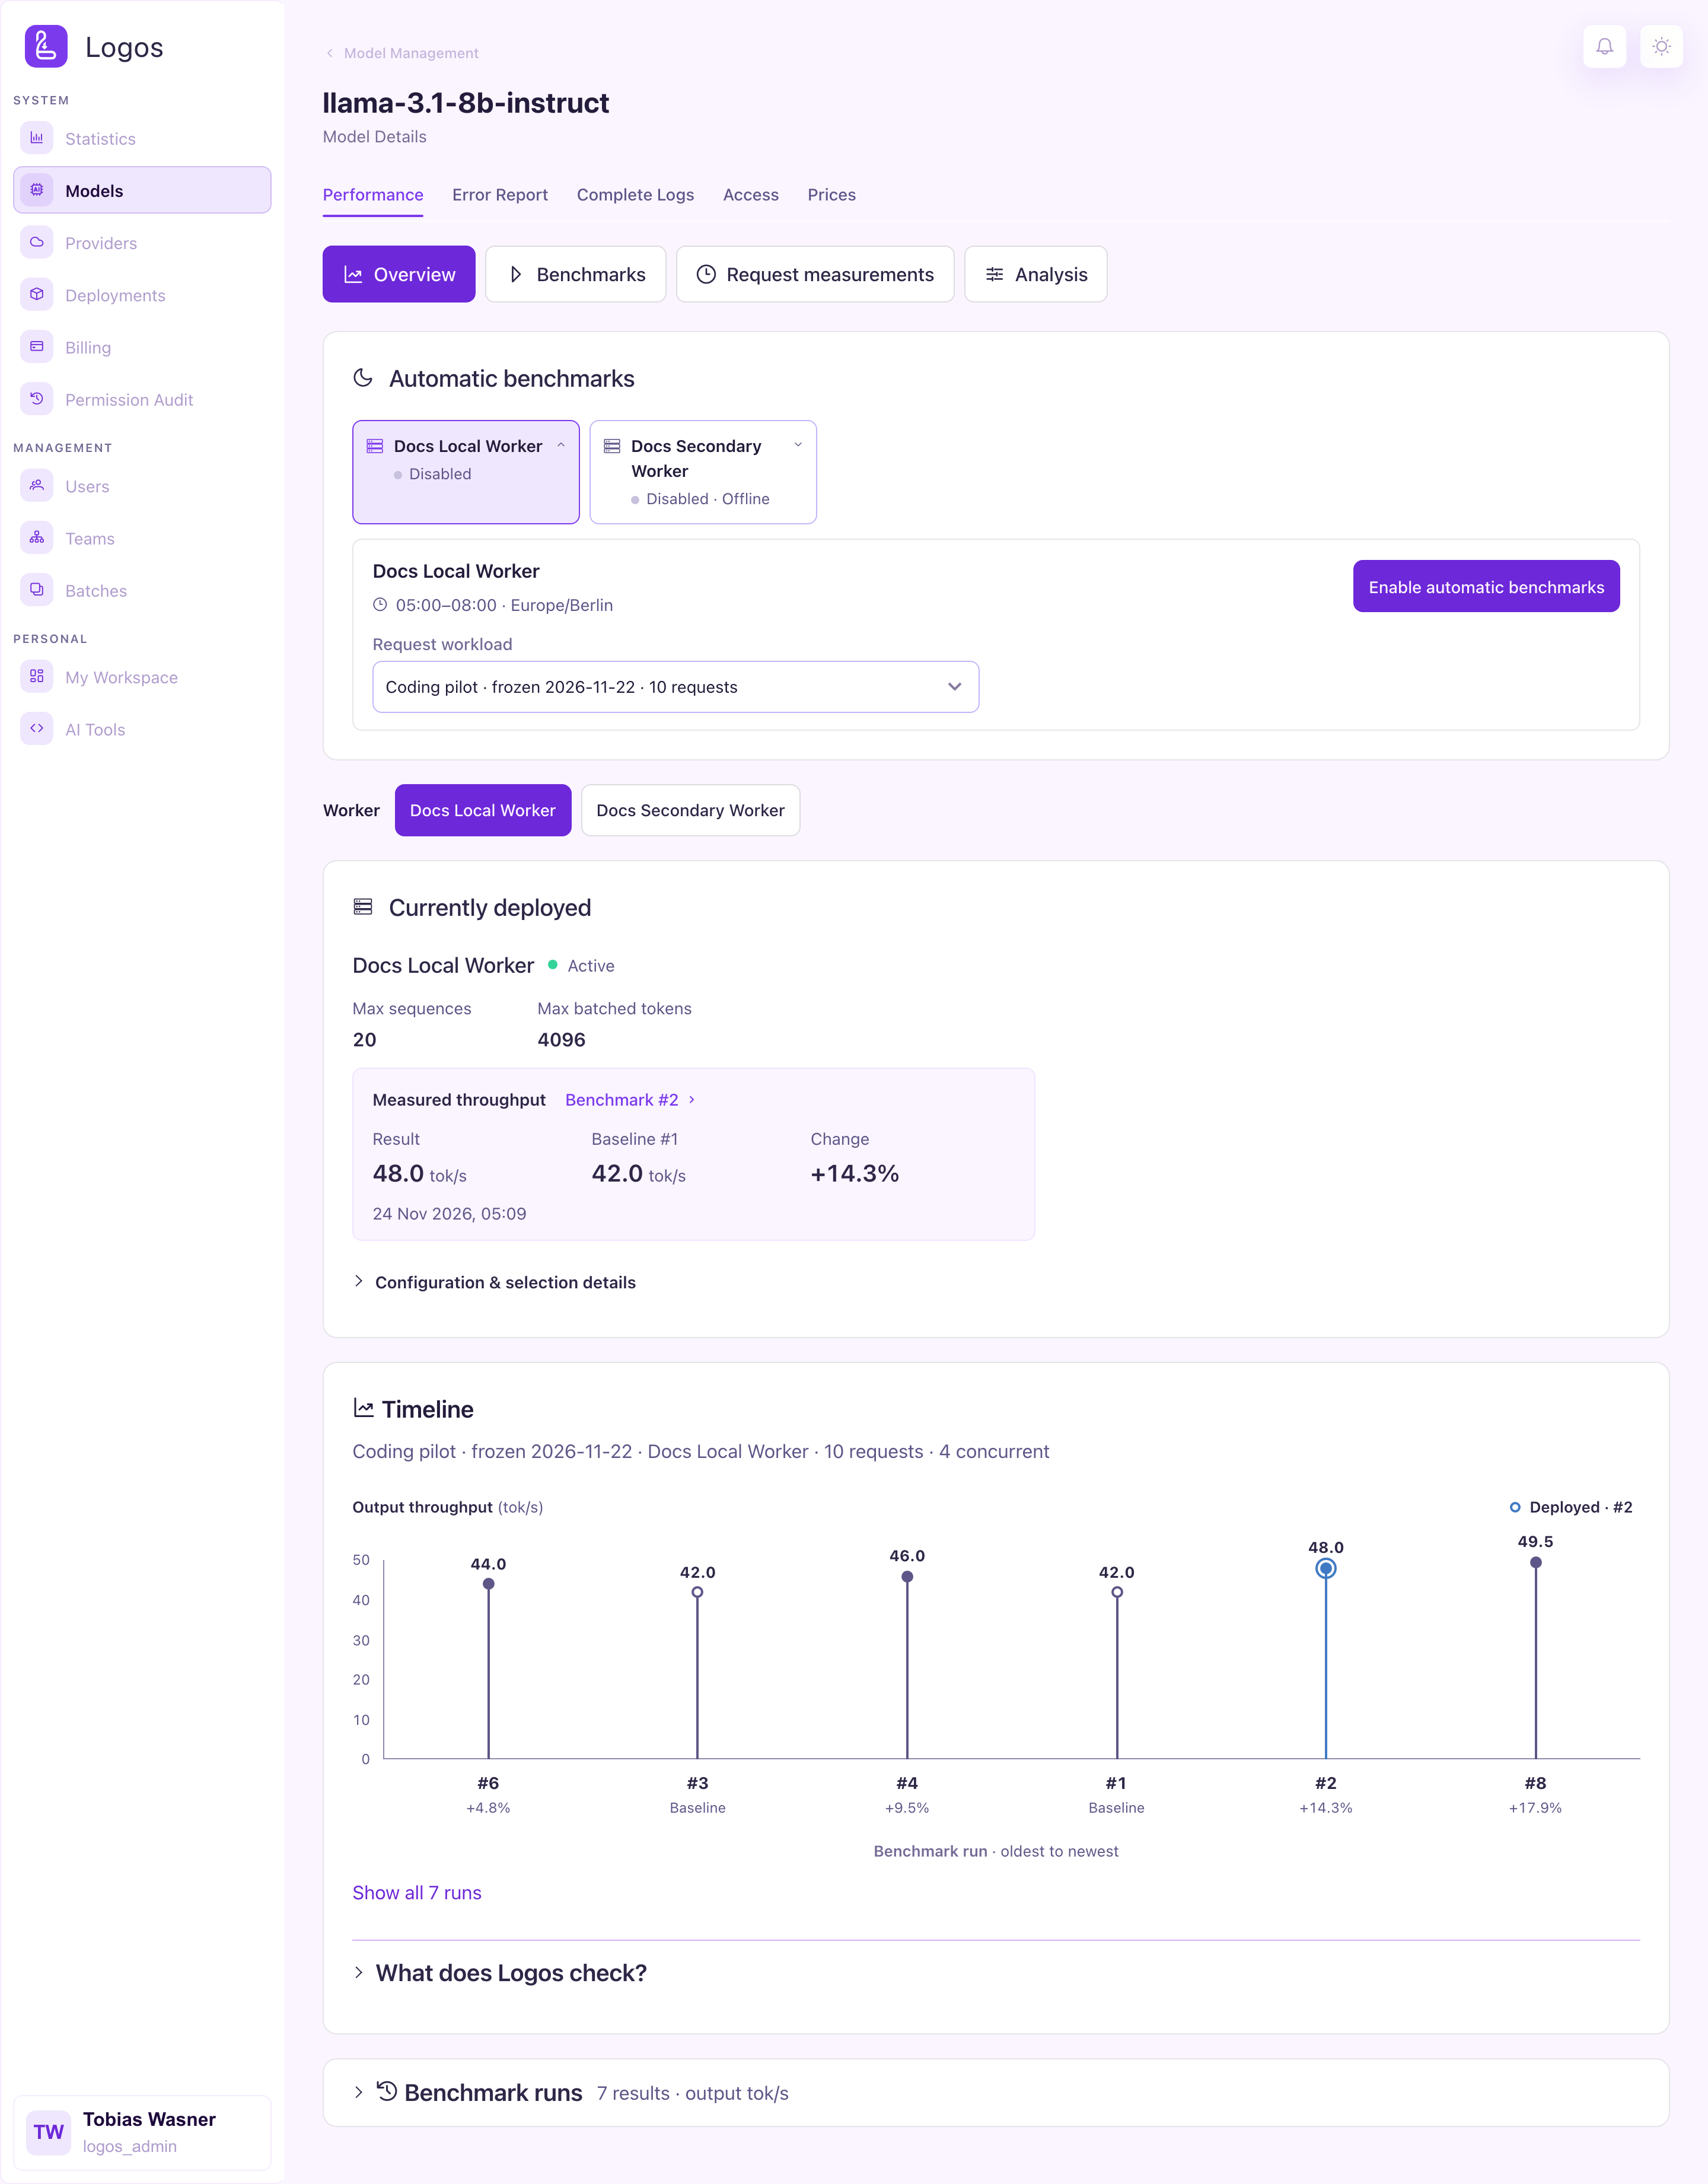 Logos
SYSTEM
Statistics
Models
Providers
Deployments
Billing
Permission Audit
MANAGEMENT
Users
Teams
Batches
PERSONAL
My Workspace
AI Tools
TW
Tobias Wasner
logos_admin
Model Management
llama-3.1-8b-instruct
Model Details
Performance Error Report Complete Logs Access Prices
Overview Benchmarks Request measurements Analysis
Automatic benchmarks
Docs Local Worker
Disabled
Docs Secondary
Worker
Disabled · Offline
Docs Local Worker
05:00–08:00 · Europe/Berlin
Enable automatic benchmarks
Request workload
Coding pilot · frozen 2026-11-22 · 10 requests
Worker Docs Local Worker Docs Secondary Worker
Currently deployed
Docs Local Worker Active
Max sequences Max batched tokens
20 4096
Measured throughput Benchmark #2
Result Baseline #1 Change
48.0 tok/s 42.0 tok/s +14.3%
24 Nov 2026, 05:09
Configuration & selection details
Timeline
Coding pilot · frozen 2026-11-22 · Docs Local Worker · 10 requests · 4 concurrent
Output throughput (tok/s) Deployed · #2
44.0 42.0 46.0 42.0 48.0 49.5
50
40
30
20
10
0
#6 #3 #4 #1 #2 #8
+4.8% Baseline +9.5% Baseline +14.3% +17.9%
Benchmark run · oldest to newest
Show all 7 runs
What does Logos check?
Benchmark runs 7 results · output tok/s